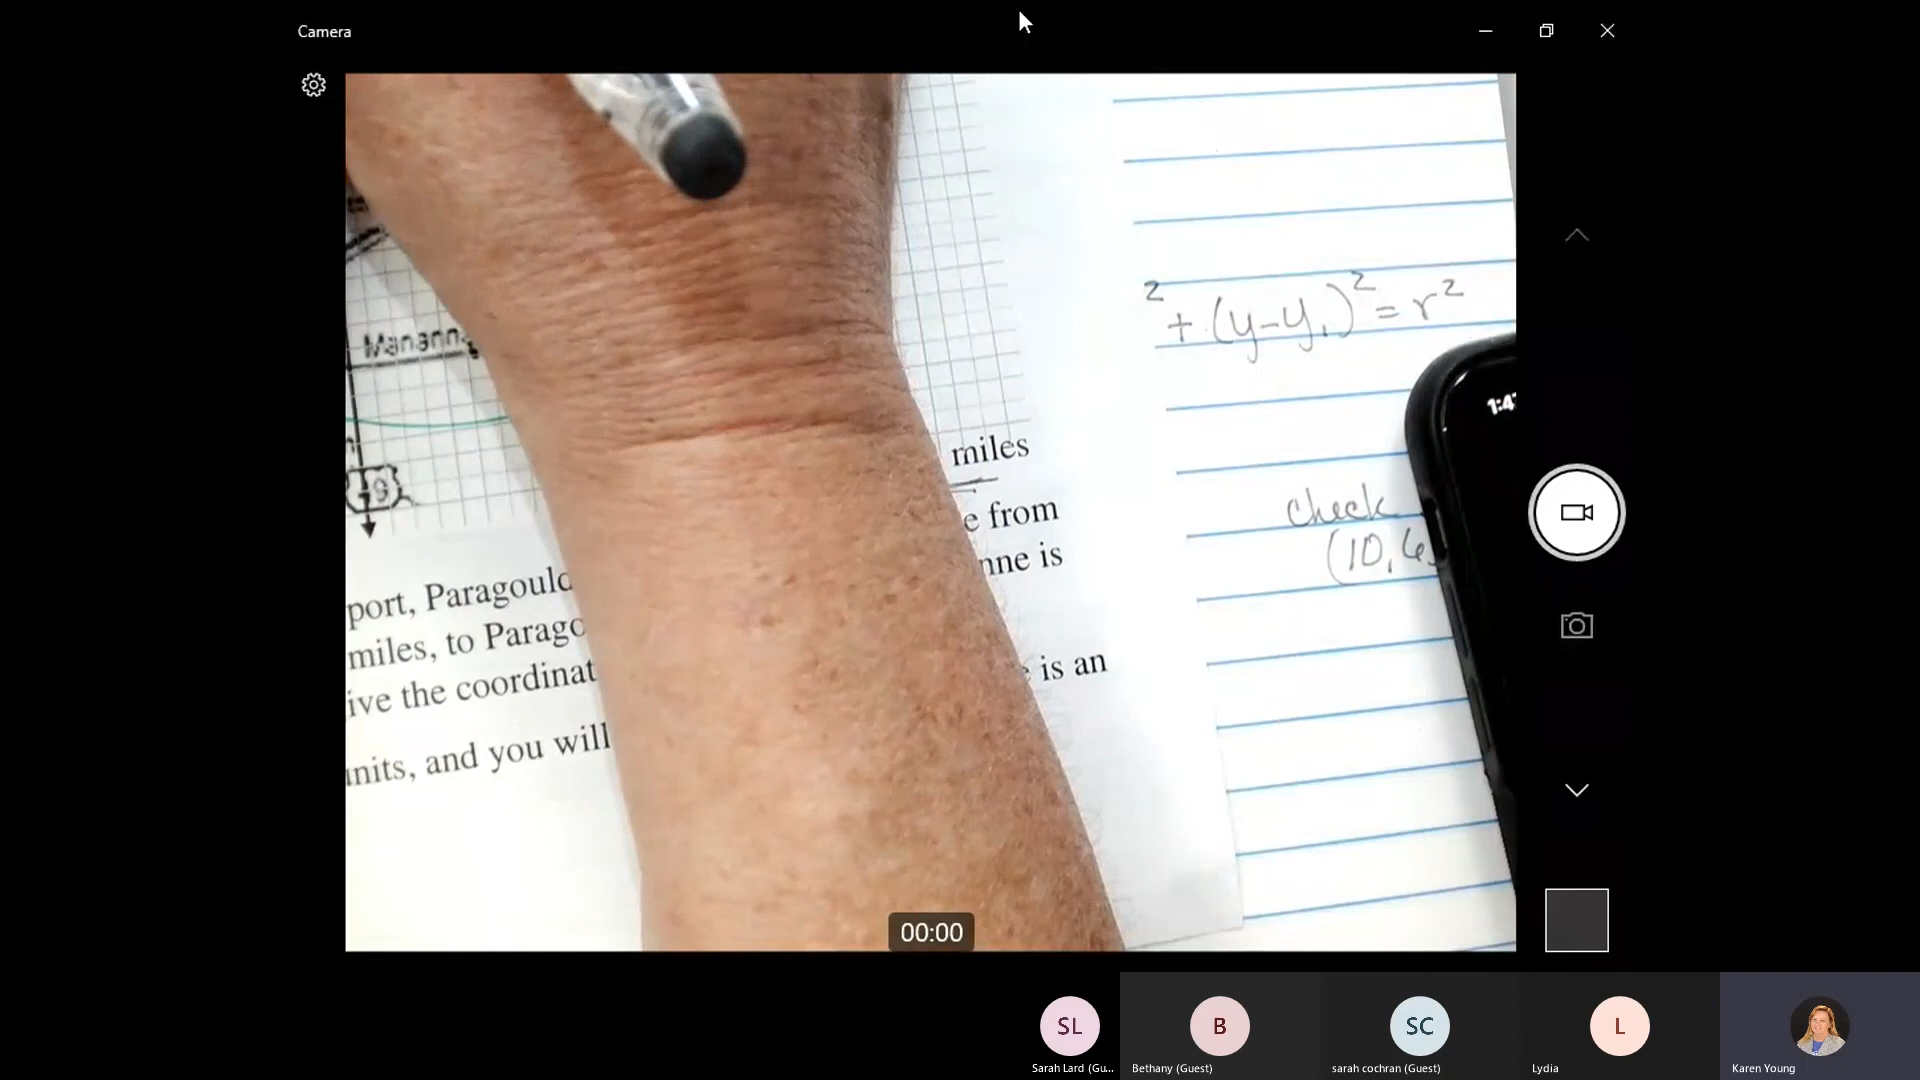 Camera
Manann
miles
e from
nne is
port, Paragould
miles, to Parago
is an
ive the coordinat
nits, and you will
2 + (y-y₁)² = r²
check
(10, 6
1:4
19
00:00
SL
B
SC
L
Sarah Lard (Gu...
Bethany (Guest)
sarah cochran (Guest)
Lydia
Karen Young